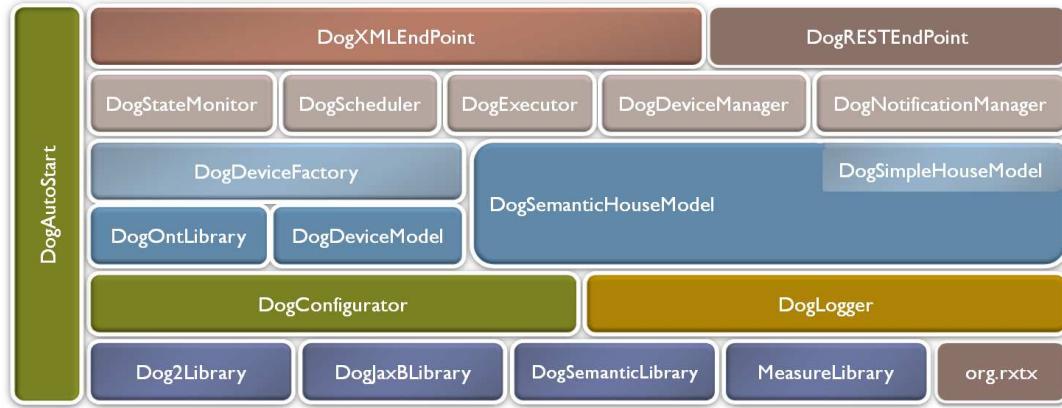 DogAutoStart
DogXMLEndPoint
DogRESTEndPoint
DogStateMonitor
DogScheduler
DogExecutor
DogDeviceManager
DogNotificationManager
DogDeviceFactory
DogSimpleHouseModel
DogSemanticHouseModel
DogOntLibrary
DogDeviceModel
DogConfigurator
DogLogger
Dog2Library
DogJaxBLibrary
DogSemanticLibrary
MeasureLibrary
org.rxtx